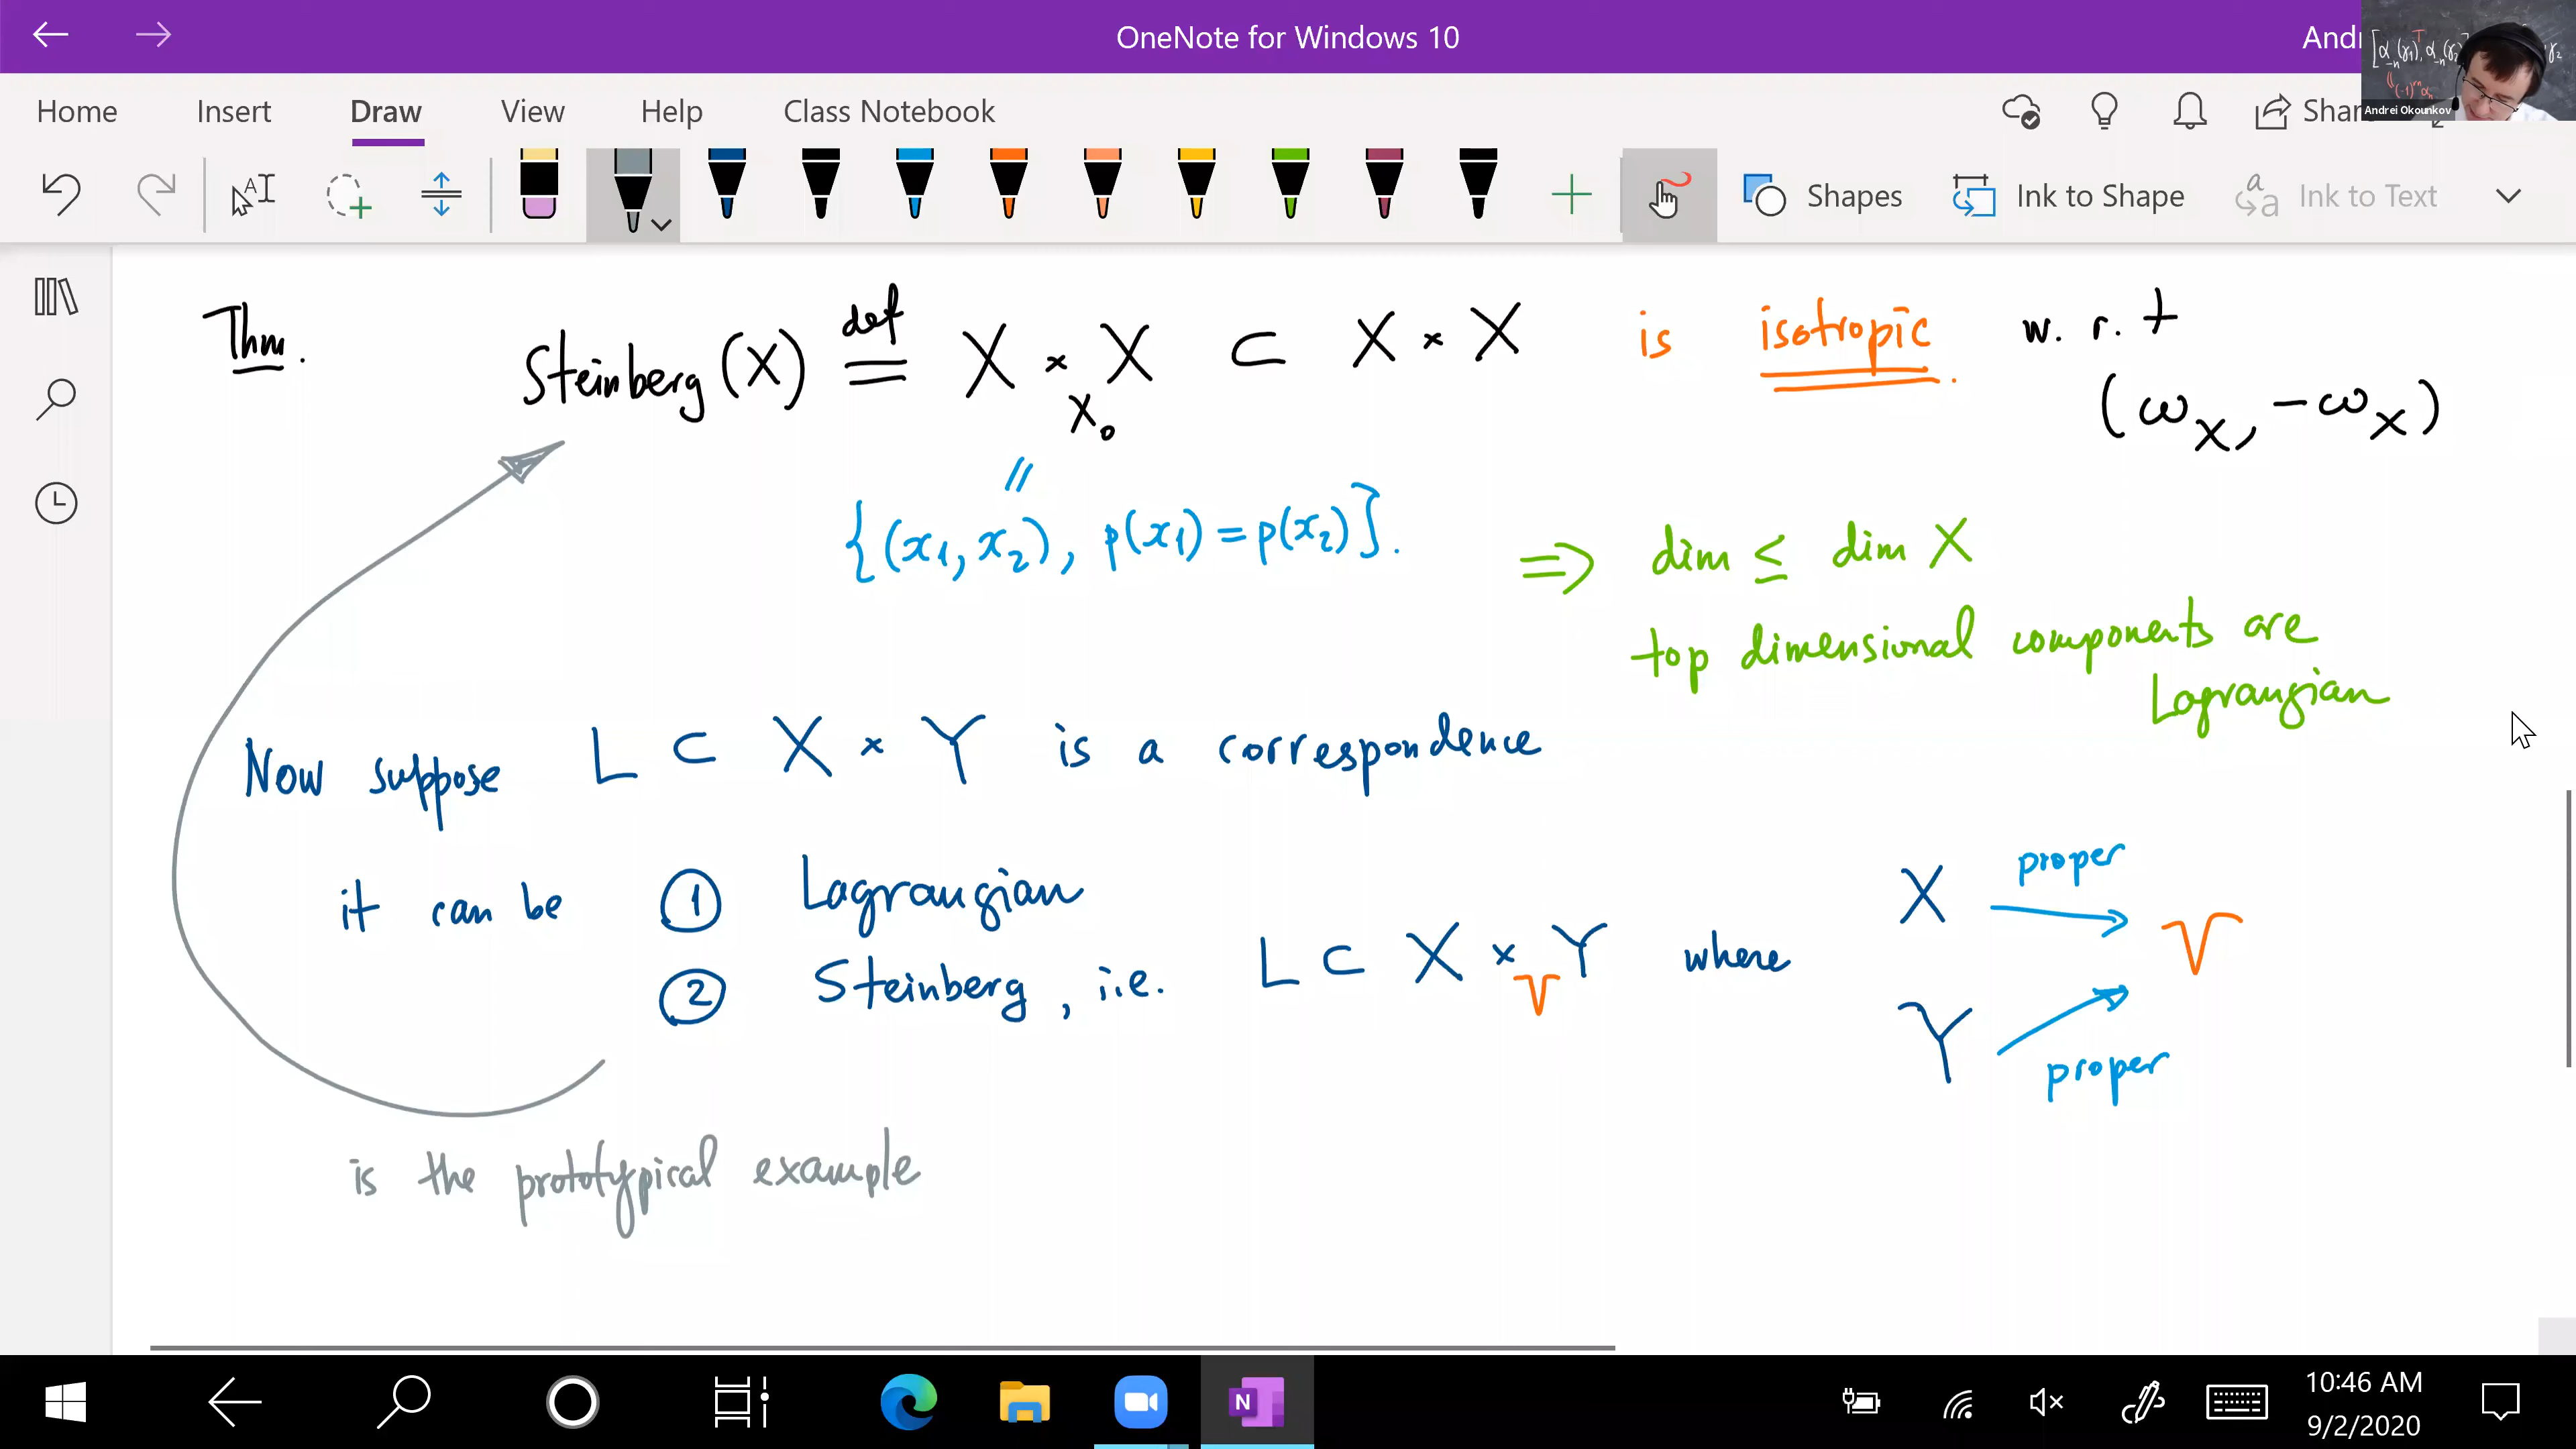 OneNote for Windows 10
Home Insert Draw View Help Class Notebook
Shapes Ink to Shape Ink to Text
Andrei Okounkov
Thm. Steinberg (X) def = X × X₀ X ⊂ X × X is isotropic. w. r. t
(ω_X, -ω_X)
"
{(x₁, x₂), p(x₁) = p(x₂)}.
⇒ dim ≤ dim X
top dimensional components are
Lagrangian
Now suppose L ⊂ X × Y is a correspondence
it can be ① Lagrangian
② Steinberg, i.e. L ⊂ X ×_V Y where
X proper → V
Y proper → V
is the prototypical example
10:46 AM
9/2/2020